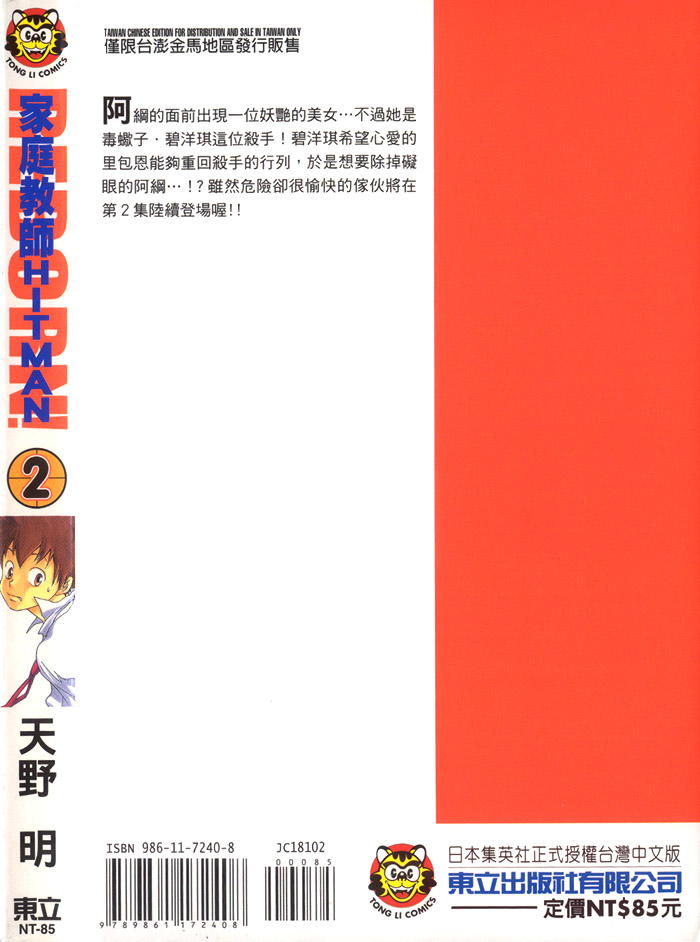 TONG LI COMICS
家庭教師HITMAN
REBORN!
2
天野 明
東立
NT-85
TAIWAN CHINESE EDITION FOR DISTRIBUTION AND SALE IN TAIWAN ONLY
僅限台澎金馬地區發行販售
阿綱的面前出現一位妖艷的美女…不過她是
毒蠍子．碧洋琪這位殺手！碧洋琪希望心愛的
里包恩能夠重回殺手的行列，於是想要除掉礙
眼的阿綱…！？雖然危險卻很愉快的傢伙將在
第２集陸續登場喔！！
ISBN 986-11-7240-8
9 789861 172408
JC18102
00085
TONG LI COMICS
日本集英社正式授權台灣中文版
東立出版社有限公司
定價NT$85元